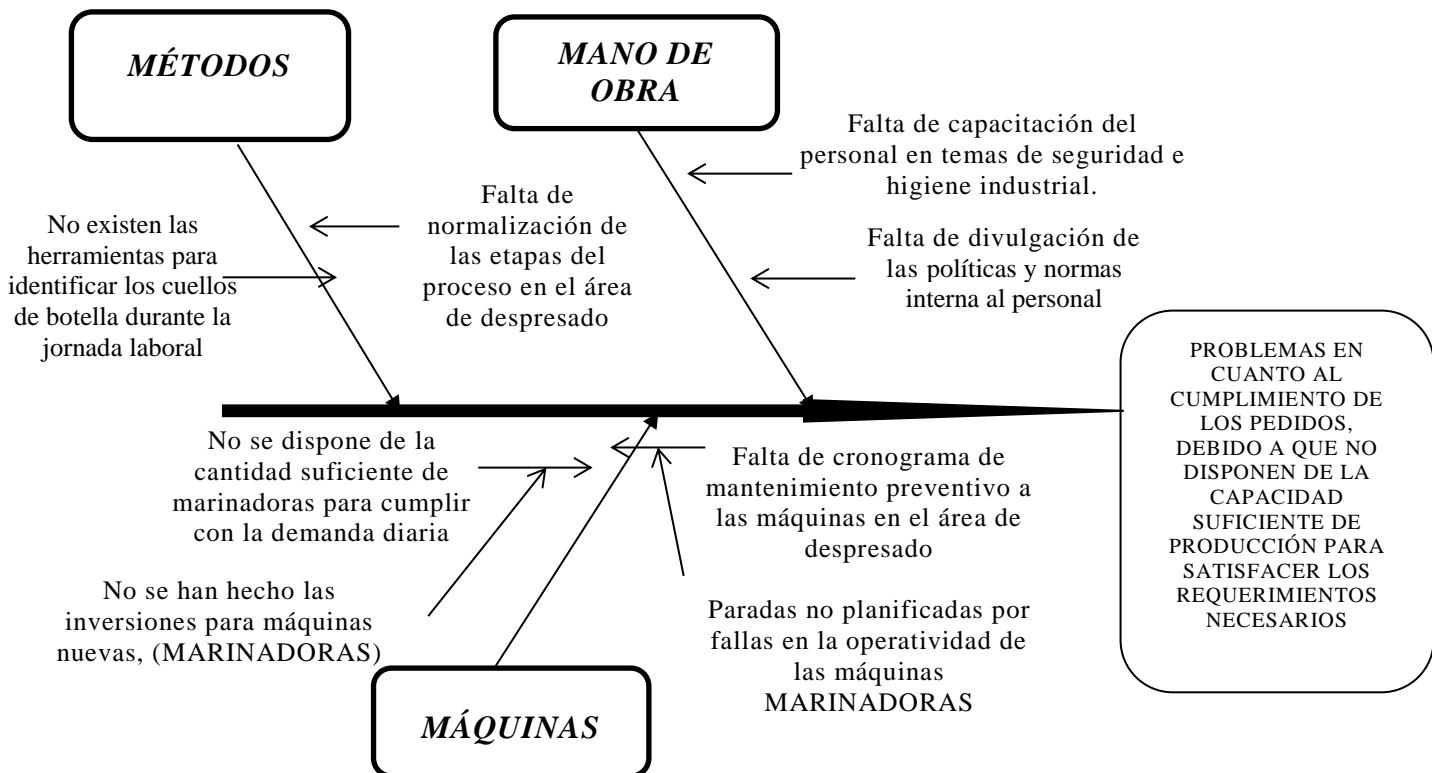 MÉTODOS
MANO DE
OBRA
Falta de capacitación del
personal en temas de seguridad e
higiene industrial.
Falta de
normalización de
las etapas del
proceso en el área
de despresado
No existen las
herramientas para
identificar los cuellos
de botella durante la
jornada laboral
Falta de divulgación de
las políticas y normas
interna al personal
PROBLEMAS EN
CUANTO AL
CUMPLIMIENTO DE
LOS PEDIDOS,
DEBIDO A QUE NO
DISPONEN DE LA
CAPACIDAD
SUFICIENTE DE
PRODUCCIÓN PARA
SATISFACER LOS
REQUERIMIENTOS
NECESARIOS
No se dispone de la
cantidad suficiente de
marinadoras para cumplir
con la demanda diaria
Falta de cronograma de
mantenimiento preventivo a
las máquinas en el área de
despresado
No se han hecho las
inversiones para máquinas
nuevas, (MARINADORAS)
Paradas no planificadas por
fallas en la operatividad de
las máquinas
MARINADORAS
MÁQUINAS